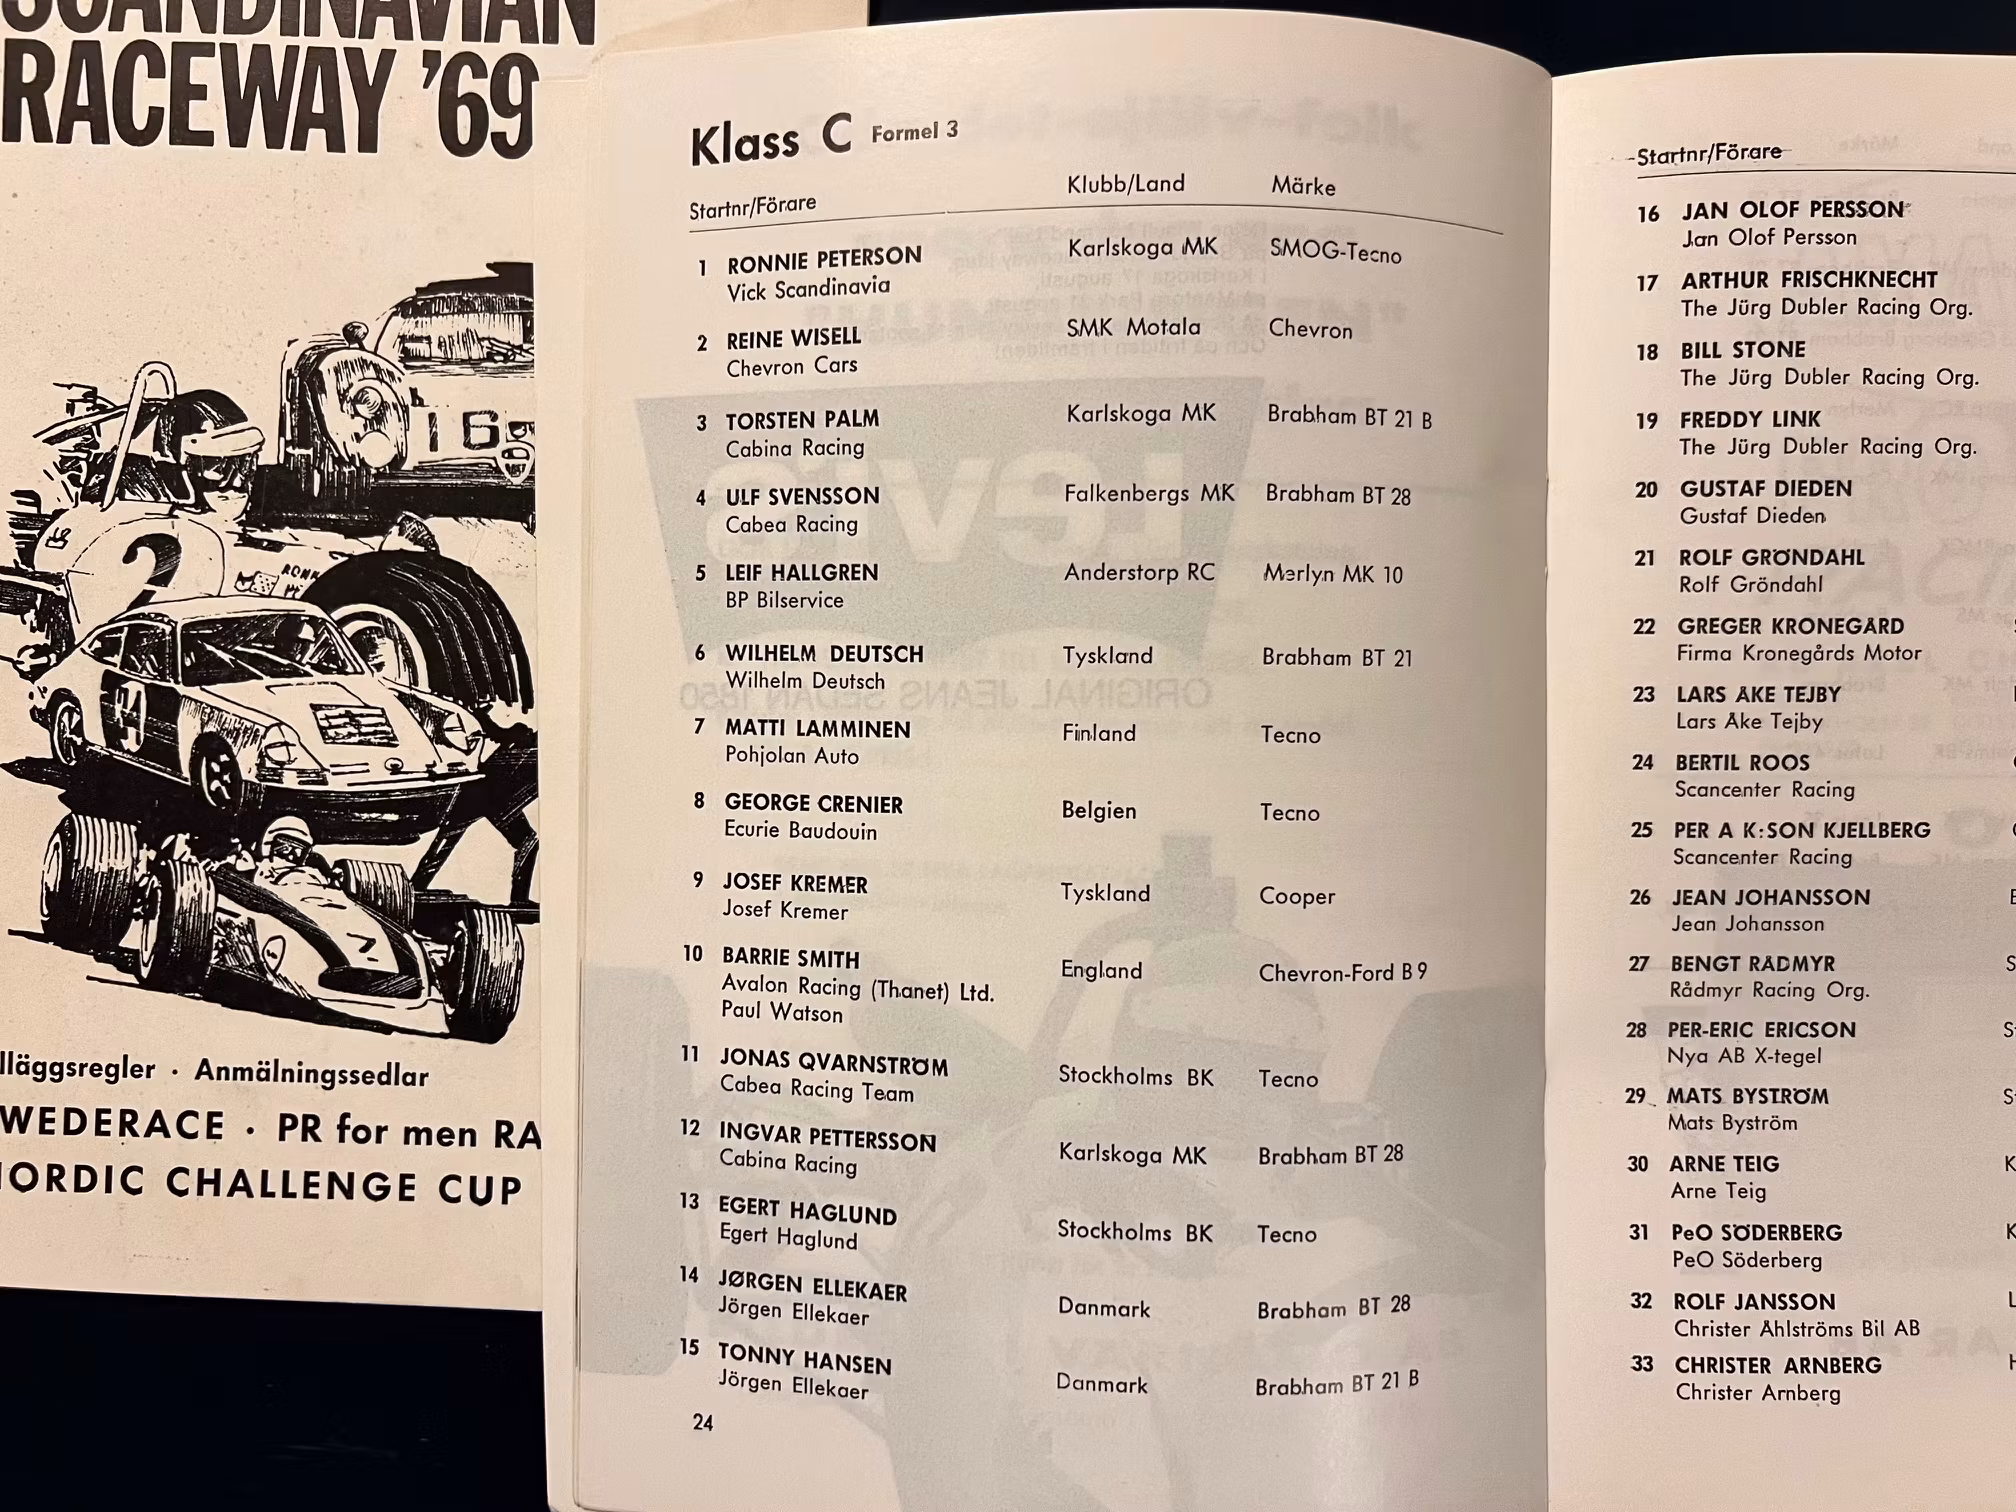 SCANDINAVIAN
RACEWAY '69
16
2
RONN
7
lläggsregler · Anmälningssedlar
WEDERACE · PR for men RA
NORDIC CHALLENGE CUP
Klass C Formel 3
Startnr/Förare Klubb/Land Märke
1 RONNIE PETERSON Karlskoga MK SMOG-Tecno
Vick Scandinavia
2 REINE WISELL SMK Motala Chevron
Chevron Cars
3 TORSTEN PALM Karlskoga MK Brabham BT 21 B
Cabina Racing
4 ULF SVENSSON Falkenbergs MK Brabham BT 28
Cabea Racing
5 LEIF HALLGREN Anderstorp RC Merlyn MK 10
BP Bilservice
6 WILHELM DEUTSCH Tyskland Brabham BT 21
Wilhelm Deutsch
7 MATTI LAMMINEN Finland Tecno
Pohjolan Auto
8 GEORGE CRENIER Belgien Tecno
Ecurie Baudouin
9 JOSEF KREMER Tyskland Cooper
Josef Kremer
10 BARRIE SMITH England Chevron-Ford B 9
Avalon Racing (Thanet) Ltd.
Paul Watson
11 JONAS QVARNSTRÖM Stockholms BK Tecno
Cabea Racing Team
12 INGVAR PETTERSSON Karlskoga MK Brabham BT 28
Cabina Racing
13 EGERT HAGLUND Stockholms BK Tecno
Egert Haglund
14 JØRGEN ELLEKAER Danmark Brabham BT 28
Jörgen Ellekaer
15 TONNY HANSEN Danmark Brabham BT 21 B
Jörgen Ellekaer
24
Startnr/Förare
16 JAN OLOF PERSSON
Jan Olof Persson
17 ARTHUR FRISCHKNECHT
The Jürg Dubler Racing Org.
18 BILL STONE
The Jürg Dubler Racing Org.
19 FREDDY LINK
The Jürg Dubler Racing Org.
20 GUSTAF DIEDEN
Gustaf Dieden
21 ROLF GRÖNDAHL
Rolf Gröndahl
22 GREGER KRONEGÅRD
Firma Kronegårds Motor
23 LARS ÅKE TEJBY
Lars Åke Tejby
24 BERTIL ROOS
Scancenter Racing
25 PER A K:SON KJELLBERG
Scancenter Racing
26 JEAN JOHANSSON
Jean Johansson
27 BENGT RÅDMYR
Rådmyr Racing Org.
28 PER-ERIC ERICSON
Nya AB X-tegel
29 MATS BYSTRÖM
Mats Byström
30 ARNE TEIG
Arne Teig
31 PeO SÖDERBERG
PeO Söderberg
32 ROLF JANSSON
Christer Åhlströms Bil AB
33 CHRISTER ARNBERG
Christer Arnberg